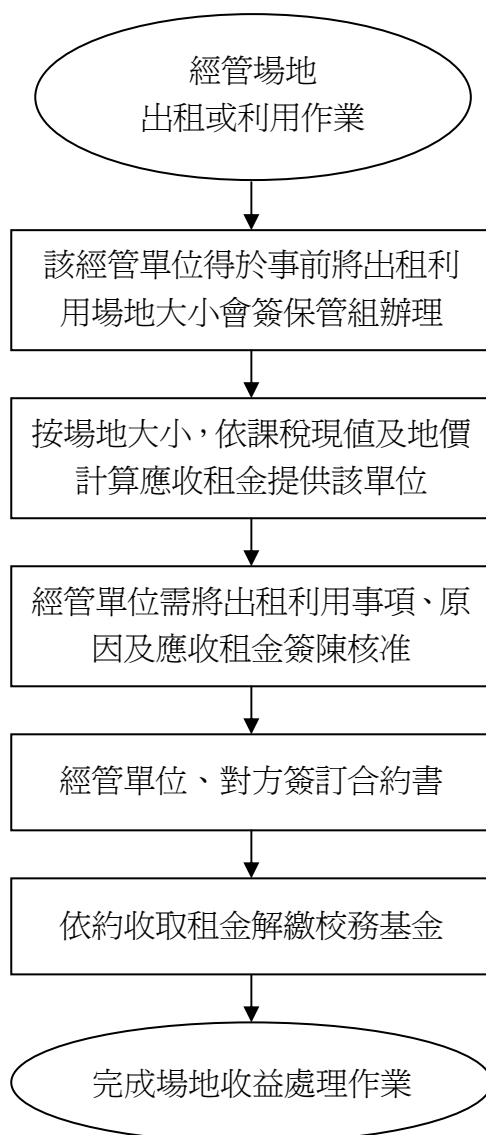 經管場地
出租或利用作業
該經管單位得於事前將出租利
用場地大小會簽保管組辦理
按場地大小，依課稅現值及地價
計算應收租金提供該單位
經管單位需將出租利用事項、原
因及應收租金簽陳核准
經管單位、對方簽訂合約書
依約收取租金解繳校務基金
完成場地收益處理作業